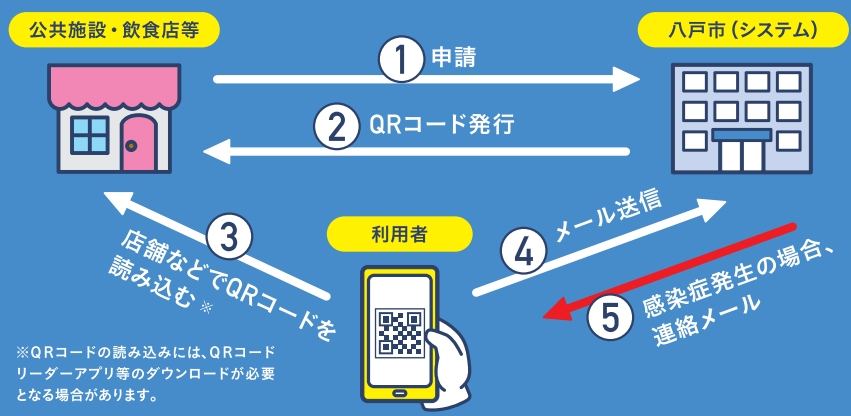 公共施設・飲食店等
八戸市（システム）
1 申請
2 QRコード発行
3 店舗などでQRコードを
読み込む※
利用者
4 メール送信
5 感染症発生の場合、
連絡メール
※QRコードの読み込みには、QRコード
リーダーアプリ等のダウンロードが必要
となる場合があります。